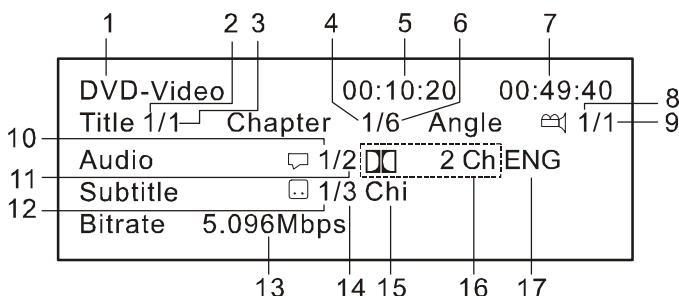 1 2 3 4 5 6 7
DVD-Video 00:10:20 00:49:40
8
Title 1/1 Chapter 1/6 Angle 1/1
9
10
Audio 1/2 2 Ch ENG
11
Subtitle 1/3 Chi
12
Bitrate 5.096Mbps
13 14 15 16 17